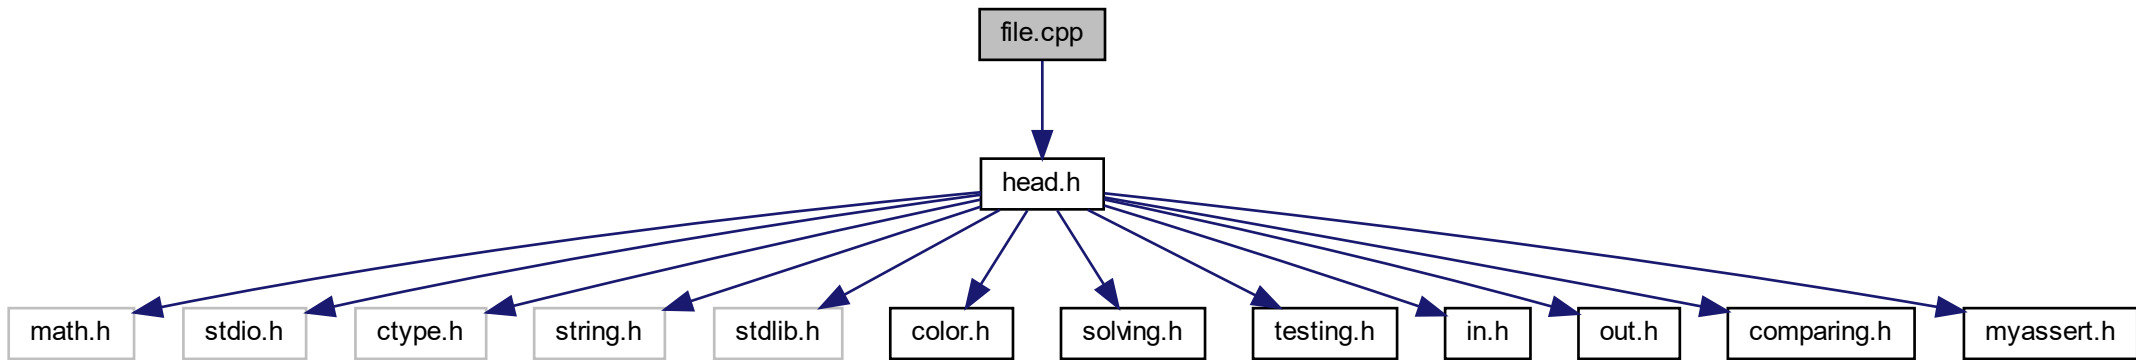 file.cpp
head.h
math.h
stdio.h
ctype.h
string.h
stdlib.h
color.h
solving.h
testing.h
in.h
out.h
comparing.h
myassert.h